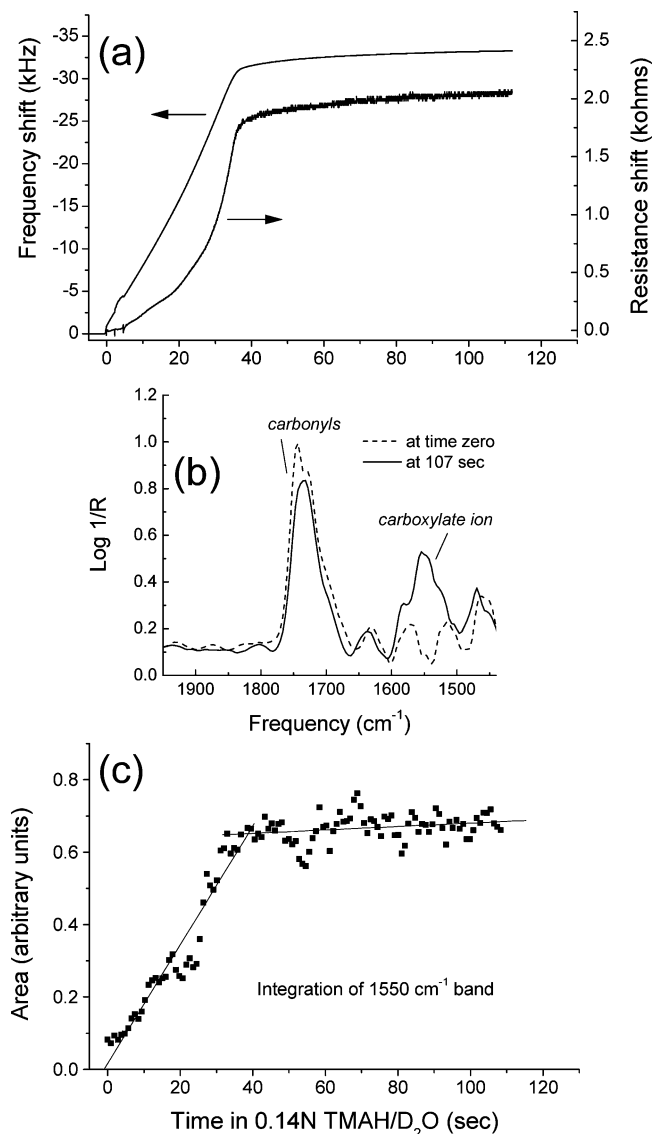 (a)
Frequency shift (kHz)
-35
-30
-25
-20
-15
-10
-5
0
2.5
2.0
1.5
1.0
0.5
0.0
Resistance shift (kohms)
0 20 40 60 80 100 120
(b)
Log 1/R
1.2
1.0
0.8
0.6
0.4
0.2
0.0
carbonyls
at time zero
at 107 sec
carboxylate ion
1900 1800 1700 1600 1500
Frequency (cm⁻¹)
(c)
Area (arbitrary units)
0.8
0.6
0.4
0.2
0.0
Integration of 1550 cm⁻¹ band
0 20 40 60 80 100 120
Time in 0.14N TMAH/D₂O (sec)